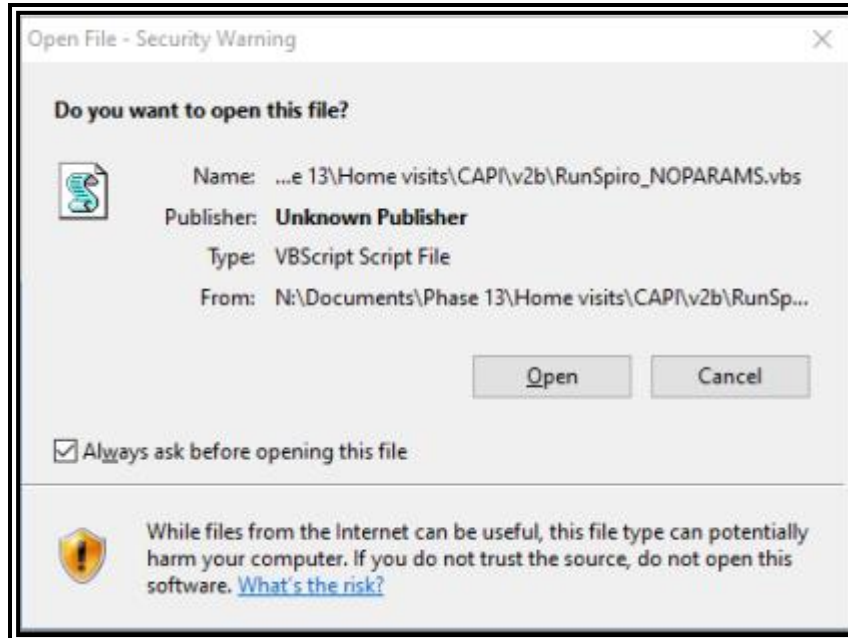 Open File - Security Warning
Do you want to open this file?
Name: ...e 13\Home visits\CAPI\v2b\RunSpiro_NOPARAMS.vbs
Publisher: Unknown Publisher
Type: VBScript Script File
From: N:\Documents\Phase 13\Home visits\CAPI\v2b\RunSp...
Open Cancel
Always ask before opening this file
While files from the Internet can be useful, this file type can potentially
harm your computer. If you do not trust the source, do not open this
software. What's the risk?